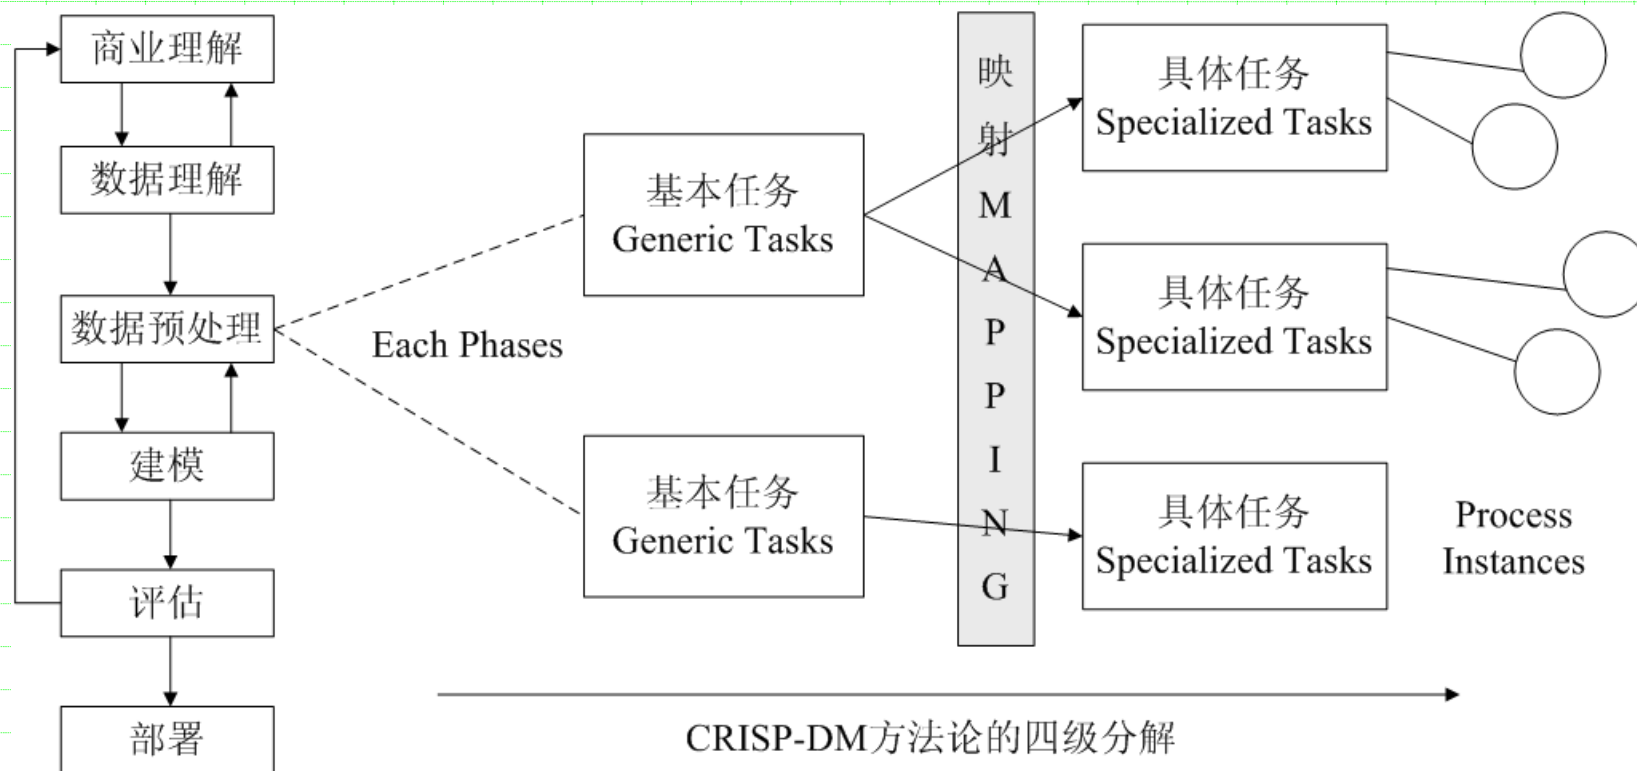 商业理解
数据理解
数据预处理
建模
评估
部署
Each Phases
基本任务
Generic Tasks
基本任务
Generic Tasks
映
射
M
A
P
P
I
N
G
具体任务
Specialized Tasks
具体任务
Specialized Tasks
具体任务
Specialized Tasks
Process
Instances
CRISP-DM方法论的四级分解